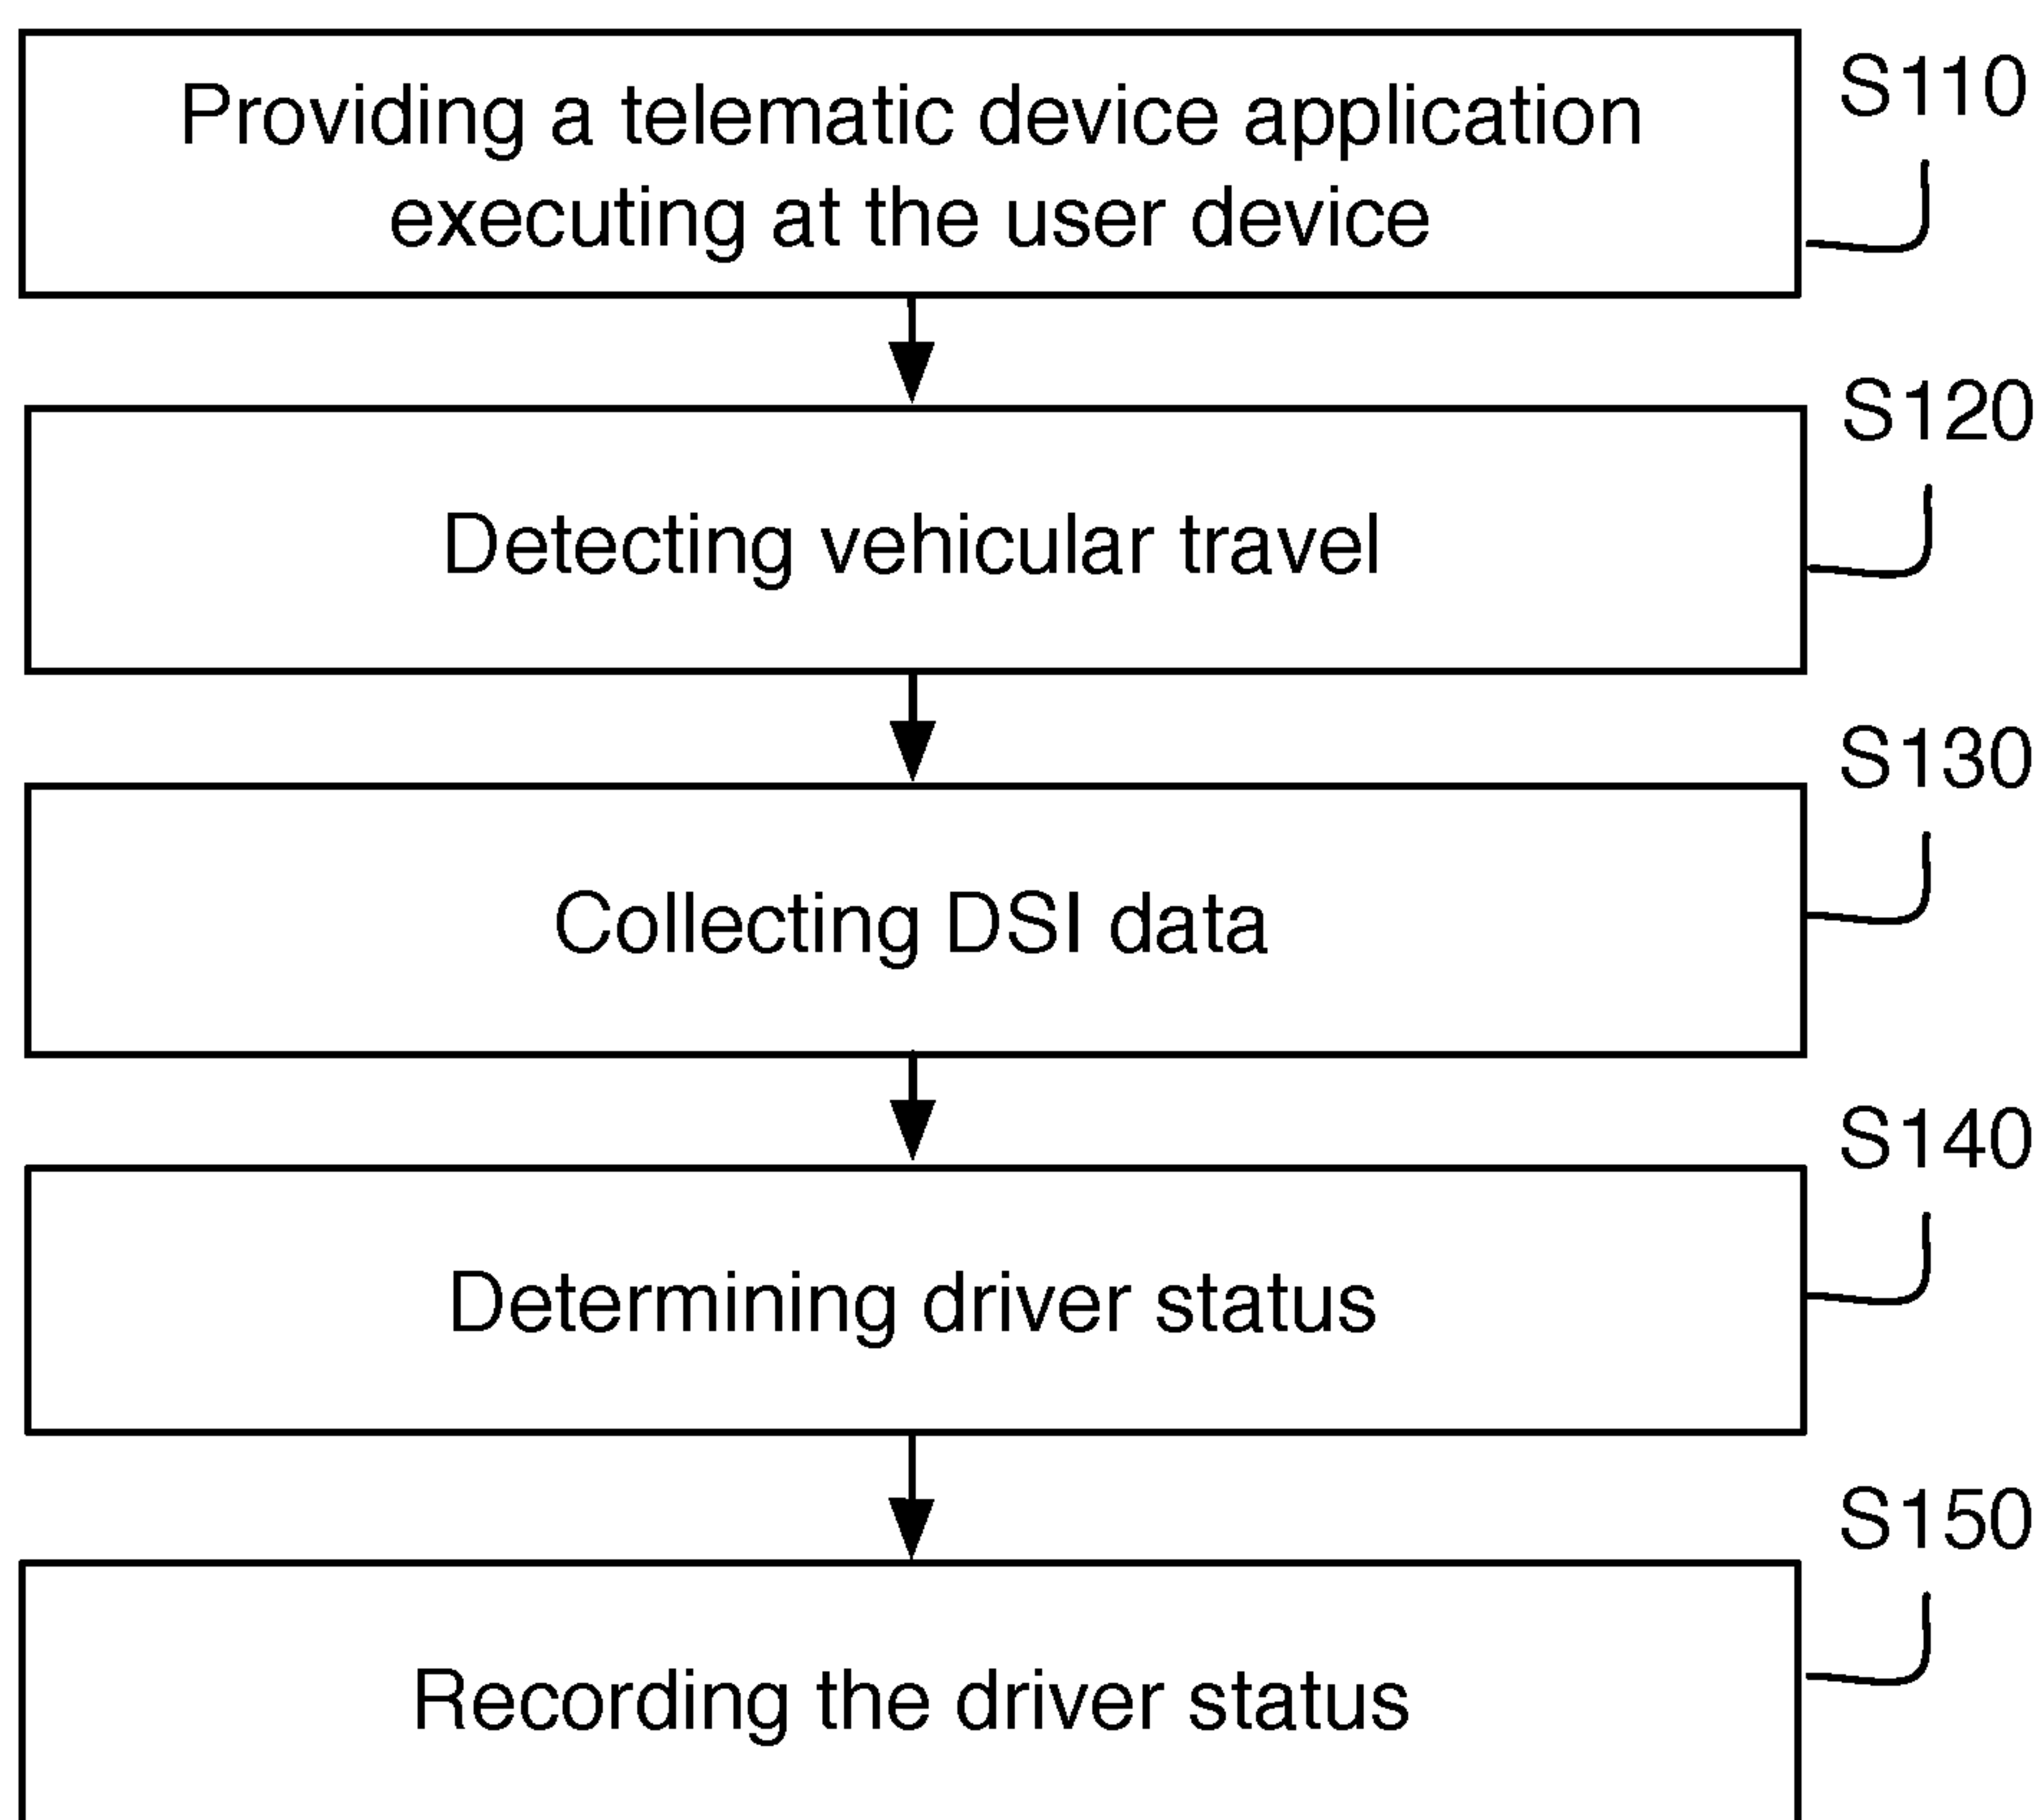 Providing a telematic device application
executing at the user device
S110
Detecting vehicular travel
S120
Collecting DSI data
S130
Determining driver status
S140
Recording the driver status
S150